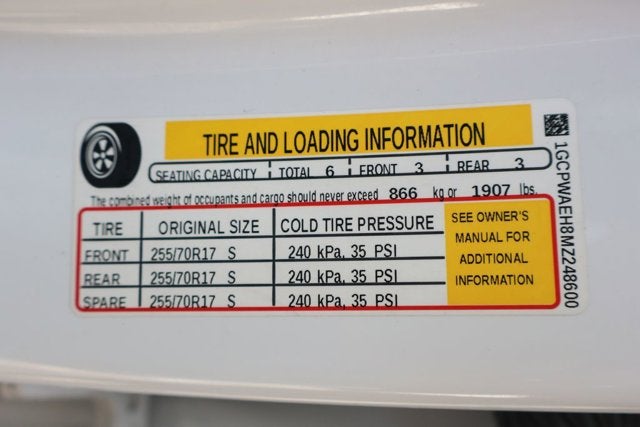 TIRE AND LOADING INFORMATION
SEATING CAPACITY TOTAL 6 FRONT 3 REAR 3
The combined weight of occupants and cargo should never exceed 866 kg or 1907 lbs.
TIRE ORIGINAL SIZE COLD TIRE PRESSURE
FRONT 255/70R17 S 240 kPa, 35 PSI
REAR 255/70R17 S 240 kPa, 35 PSI
SPARE 255/70R17 S 240 kPa, 35 PSI
SEE OWNER'S
MANUAL FOR
ADDITIONAL
INFORMATION
1GCPWAEH8MZ248600